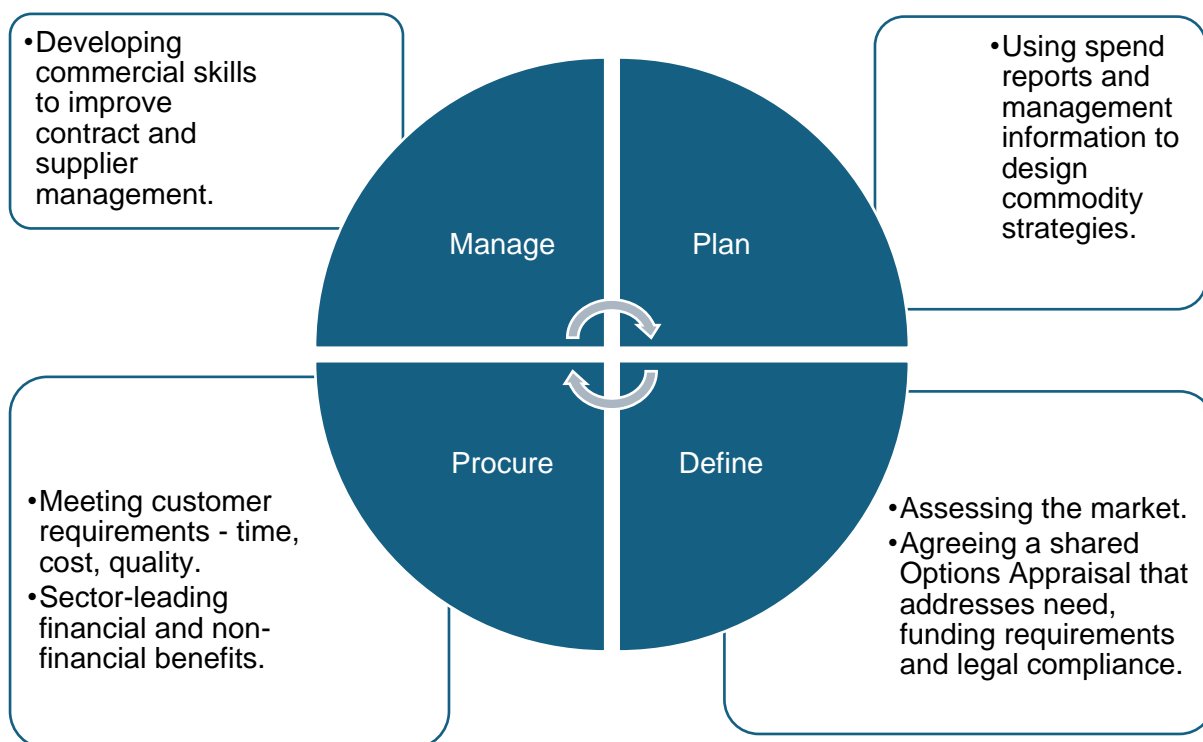 •Developing
commercial skills
to improve
contract and
supplier
management.
•Using spend
reports and
management
information to
design
commodity
strategies.
Manage
Plan
Procure
Define
•Meeting customer
requirements - time,
cost, quality.
•Sector-leading
financial and non-
financial benefits.
•Assessing the market.
•Agreeing a shared
Options Appraisal that
addresses need,
funding requirements
and legal compliance.